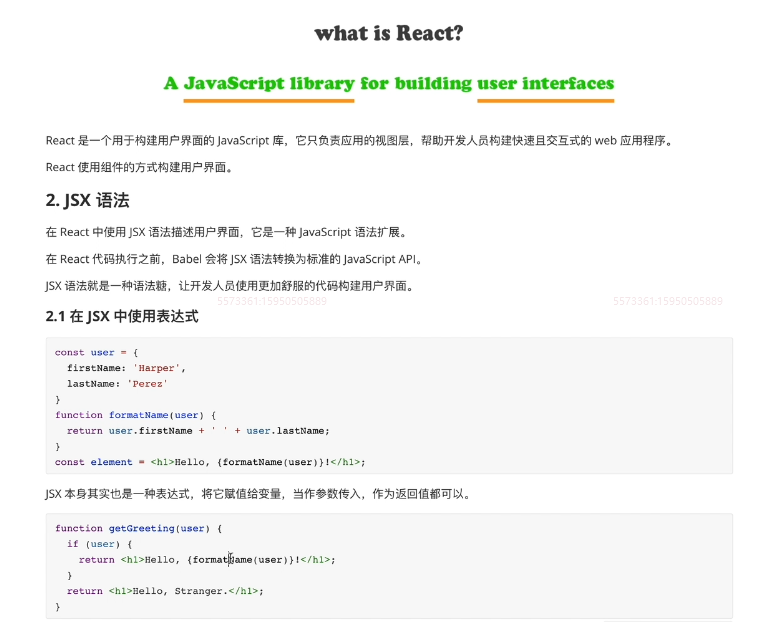 what is React?
A JavaScript library for building user interfaces
React 是一个用于构建用户界面的 JavaScript 库，它只负责应用的视图层，帮助开发人员构建快速且交互式的 web 应用程序。
React 使用组件的方式构建用户界面。
2. JSX 语法
在 React 中使用 JSX 语法描述用户界面，它是一种 JavaScript 语法扩展。
在 React 代码执行之前，Babel 会将 JSX 语法转换为标准的 JavaScript API。
JSX 语法就是一种语法糖，让开发人员使用更加舒服的代码构建用户界面。
5573361:15950505889 5573361:15950505889
2.1 在 JSX 中使用表达式
const user = {
  firstName: 'Harper',
  lastName: 'Perez'
}
function formatName(user) {
  return user.firstName + ' ' + user.lastName;
}
const element = <h1>Hello, {formatName(user)}!</h1>;
JSX 本身其实也是一种表达式，将它赋值给变量，当作参数传入，作为返回值都可以。
function getGreeting(user) {
  if (user) {
    return <h1>Hello, {formatName(user)}!</h1>;
  }
  return <h1>Hello, Stranger.</h1>;
}